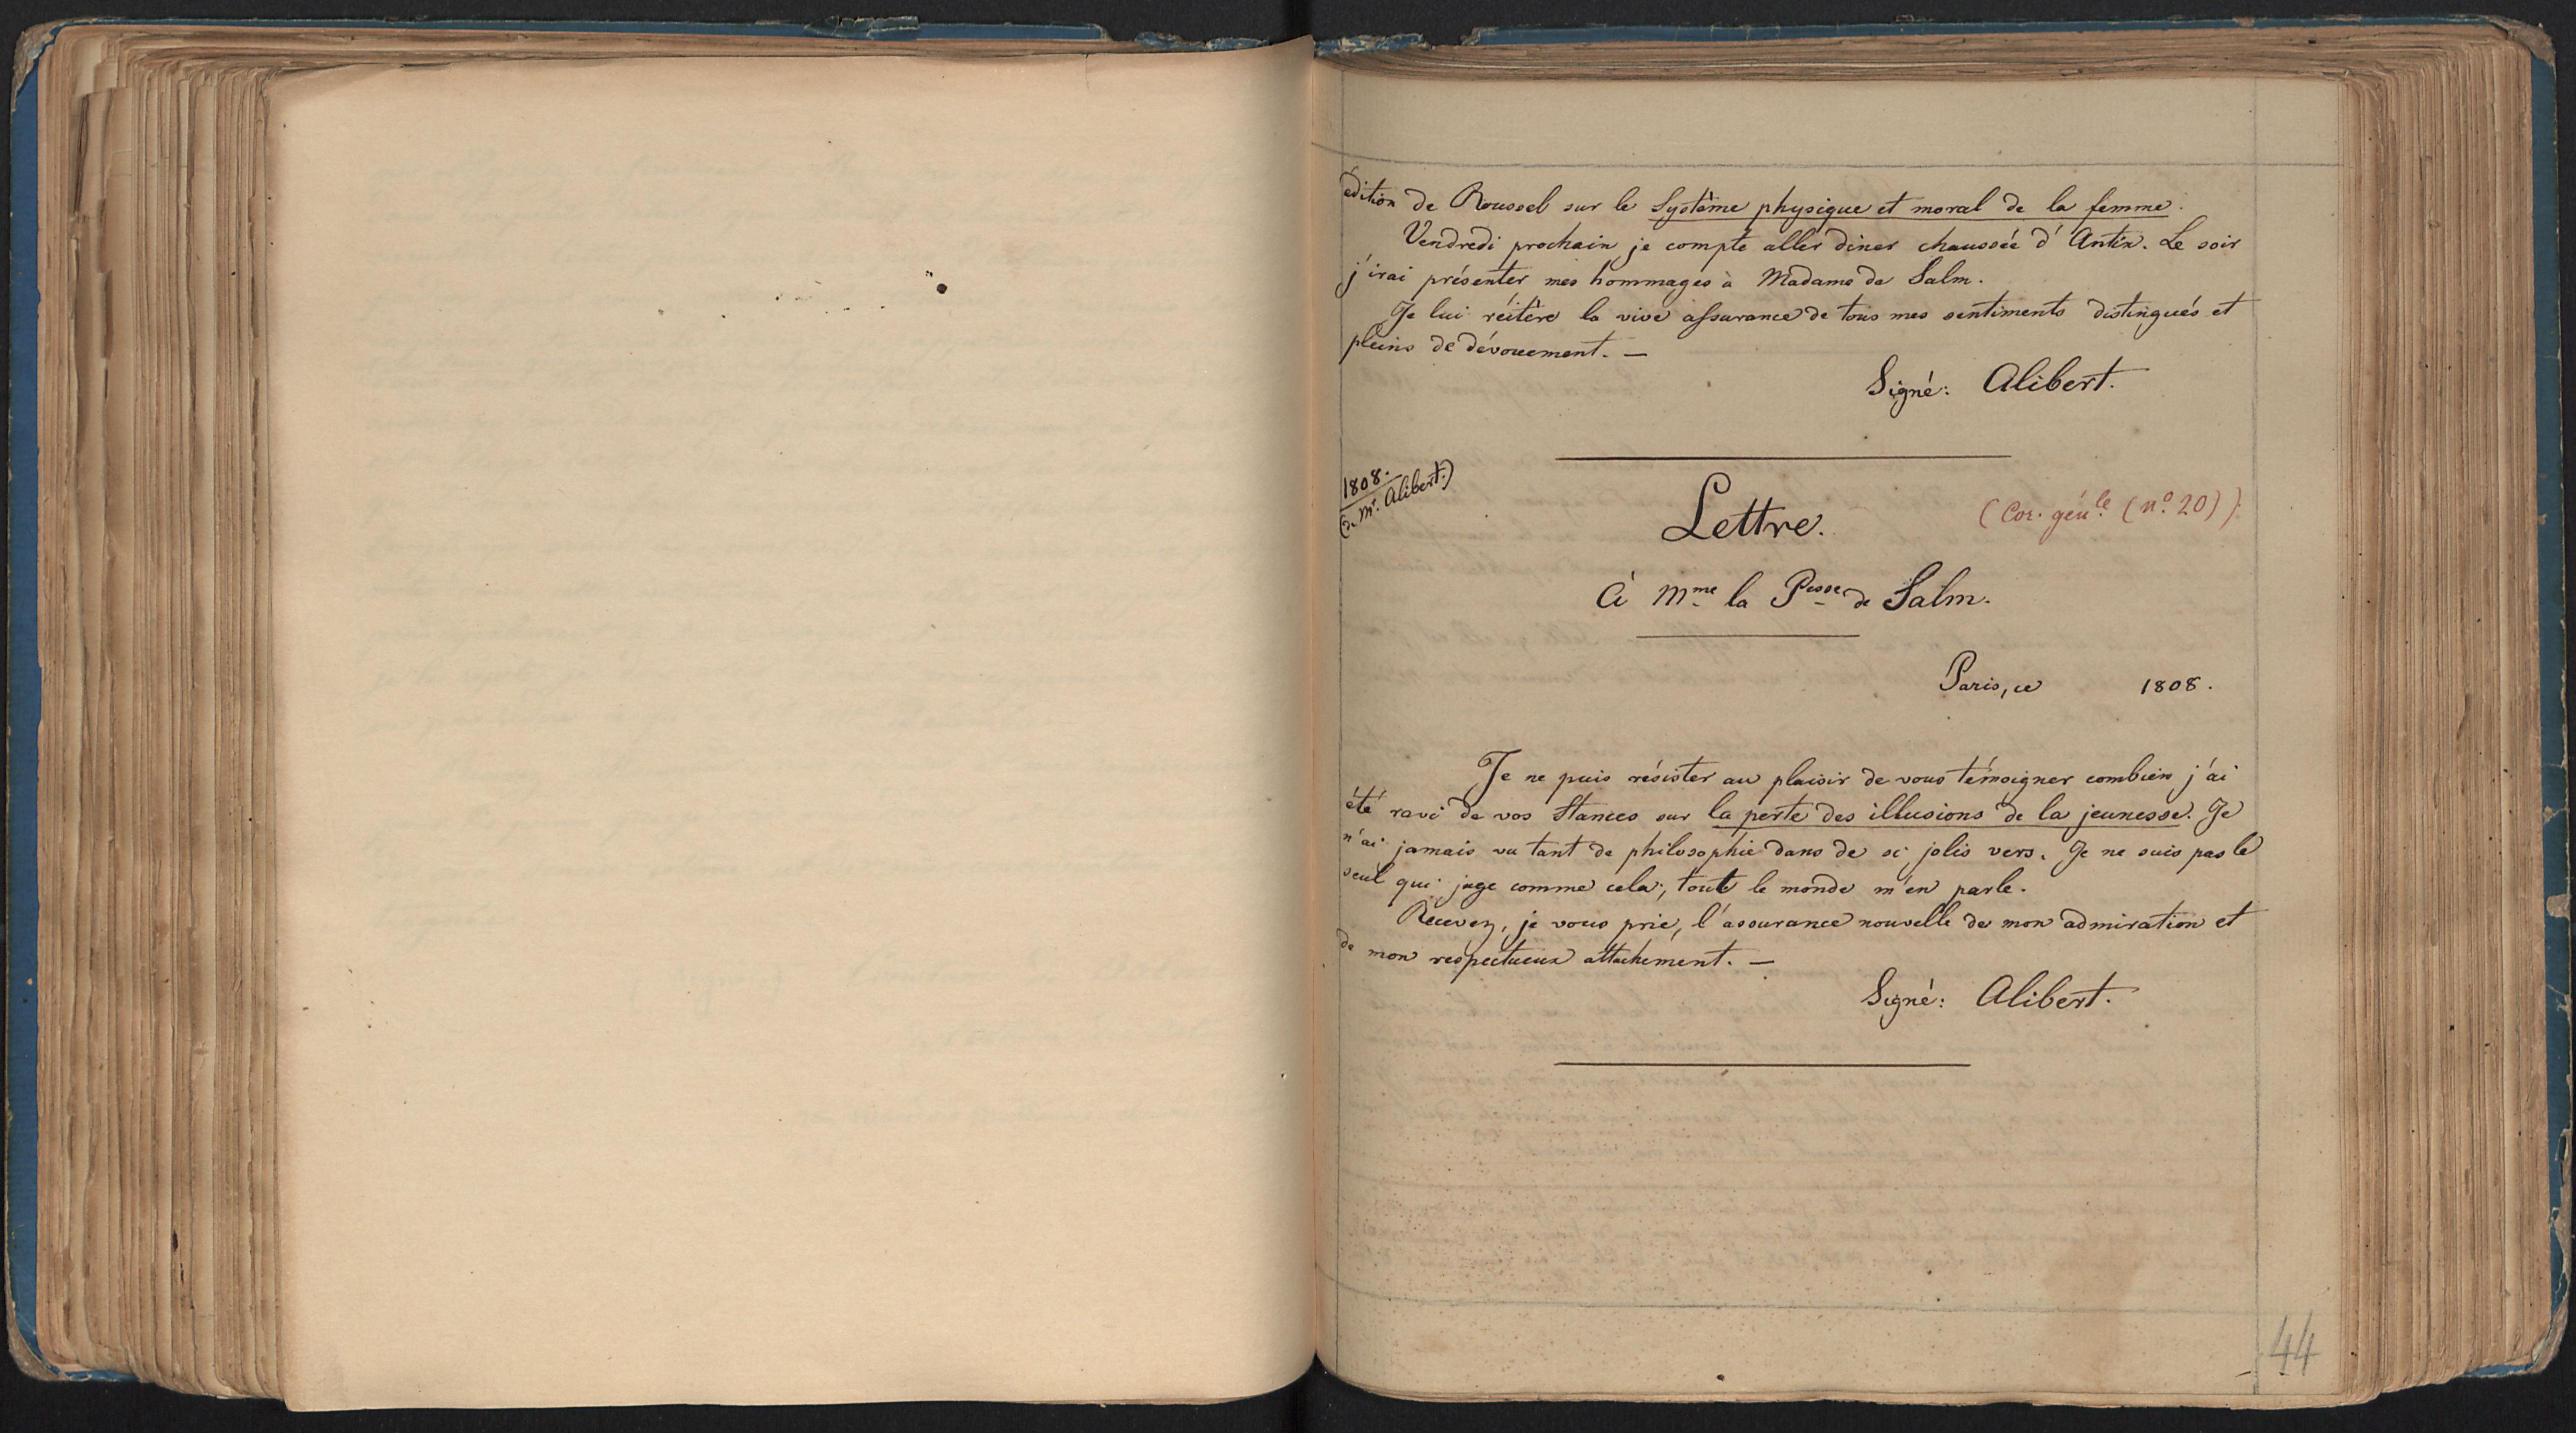 édition de Roussel sur le Système physique et moral de la femme.
Vendredi prochain je compte aller diner chaussée d'Antin. Le soir
j'irai présenter mes hommages à Madame de Salm.
Je lui réitère la vive assurance de tous mes sentiments distingués et
pleins de dévouement. —
Signé: Alibert.
1808.
(de Mr. Alibert.)
Lettre.
(Cor. génle. (no. 20))
À Mme la Pesse de Salm.
Paris, ce 1808.
Je ne puis résister au plaisir de vous témoigner combien j'ai
été ravi de vos Stances sur la perte des illusions de la jeunesse. Je
n'ai jamais vu tant de philosophie dans de si jolis vers. Je ne suis pas le
seul qui juge comme cela; tout le monde m'en parle.
Recevez, je vous prie, l'assurance nouvelle de mon admiration et
de mon respectueux attachement. —
Signé: Alibert.
44